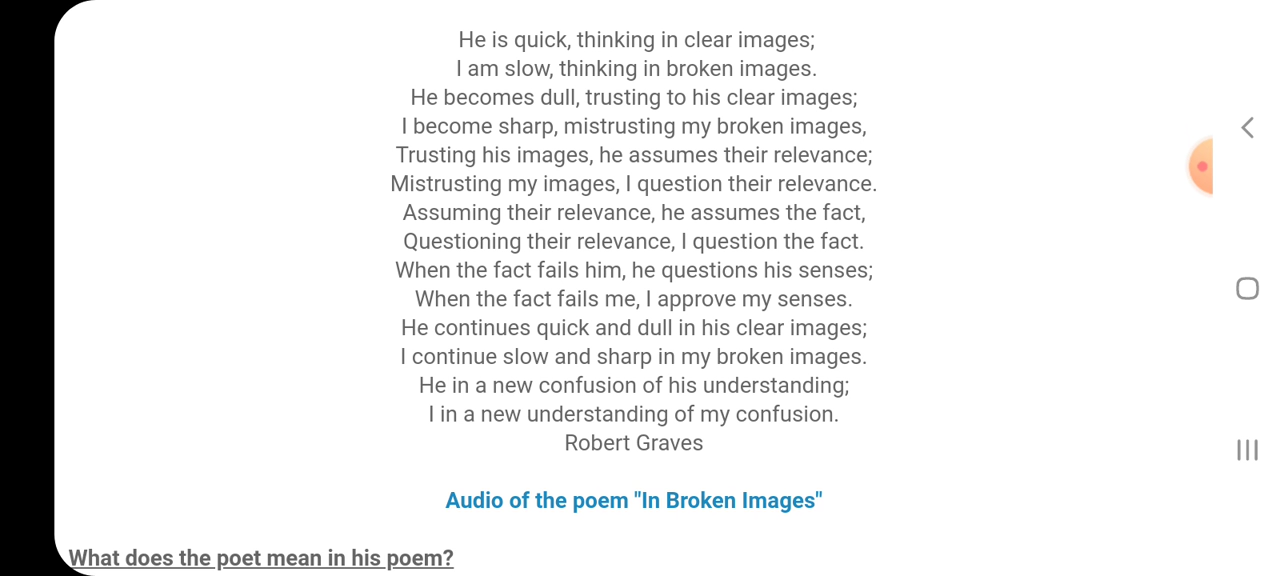 He is quick, thinking in clear images;
I am slow, thinking in broken images.
He becomes dull, trusting to his clear images;
I become sharp, mistrusting my broken images,
Trusting his images, he assumes their relevance;
Mistrusting my images, I question their relevance.
Assuming their relevance, he assumes the fact,
Questioning their relevance, I question the fact.
When the fact fails him, he questions his senses;
When the fact fails me, I approve my senses.
He continues quick and dull in his clear images;
I continue slow and sharp in my broken images.
He in a new confusion of his understanding;
I in a new understanding of my confusion.
Robert Graves
Audio of the poem "In Broken Images"
What does the poet mean in his poem?